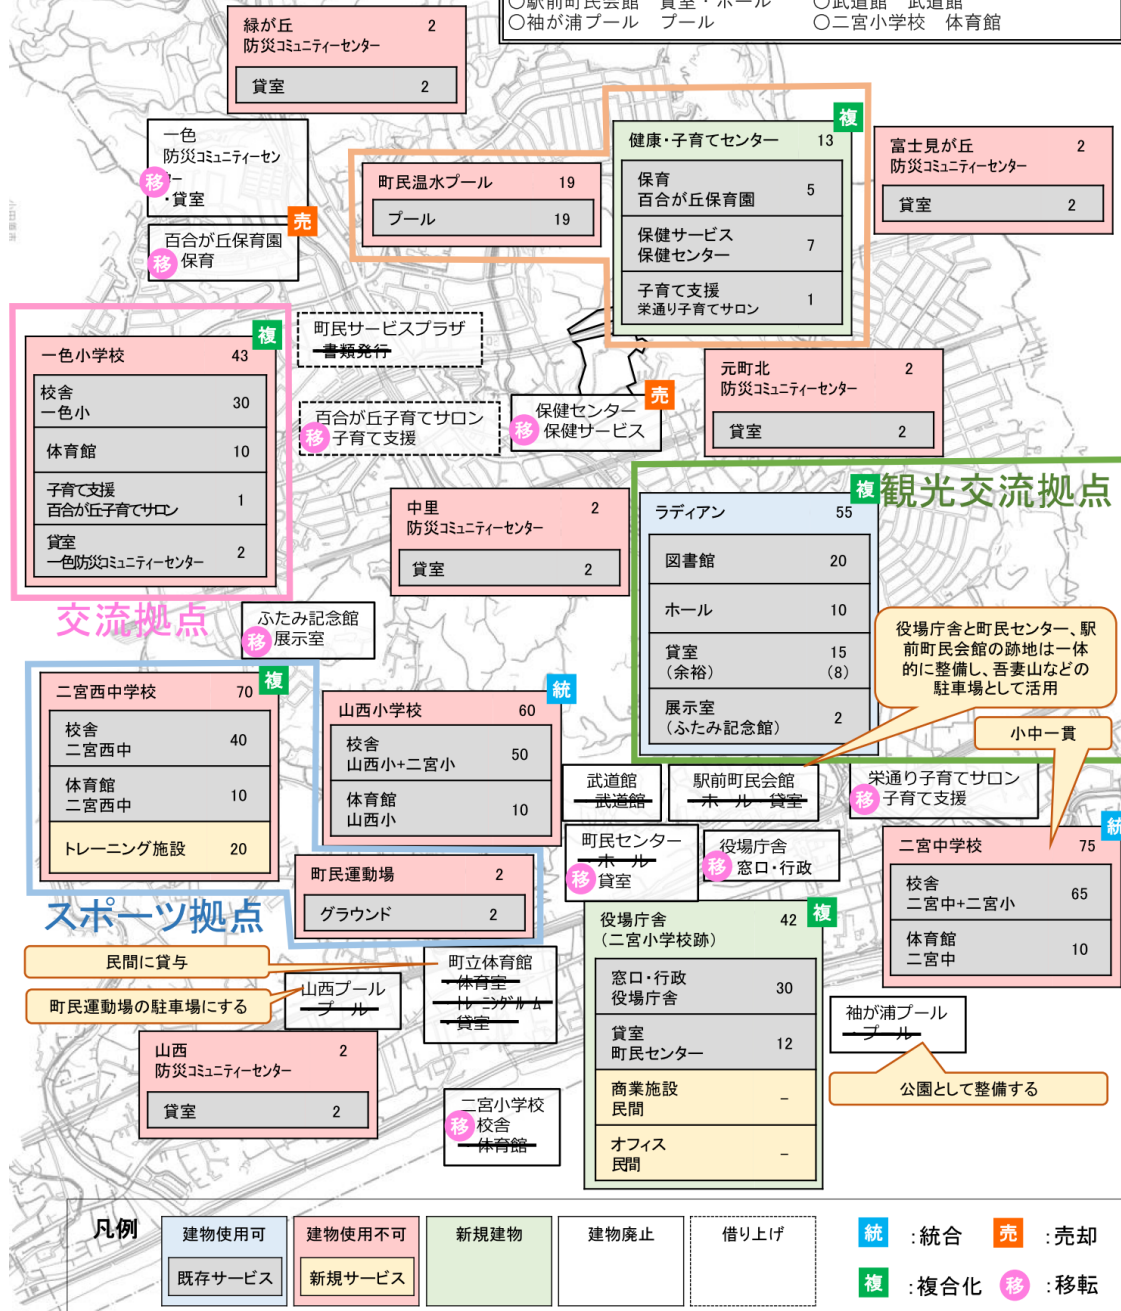 〇駅前町民会館　貸室・ホール　〇武道館　武道館
〇袖が浦プール　プール　〇二宮小学校　体育館
緑が丘 2
防災コミュニティーセンター
貸室 2
一色
防災コミュニティーセン
ター
移
・貸室
売
百合が丘保育園
移 保育
町民温水プール 19
プール 19
複
健康・子育てセンター 13
保育
百合が丘保育園 5
保健サービス
保健センター 7
子育て支援
栄通り子育てサロン 1
富士見が丘 2
防災コミュニティーセンター
貸室 2
複
一色小学校 43
校舎
一色小 30
体育館 10
子育て支援
百合が丘子育てサロン 1
貸室
一色防災コミュニティーセンター 2
交流拠点
町民サービスプラザ
書類発行
百合が丘子育てサロン
移 子育て支援
売
保健センター
移 保健サービス
元町北 2
防災コミュニティーセンター
貸室 2
中里 2
防災コミュニティーセンター
貸室 2
複
観光交流拠点
ラディアン 55
図書館 20
ホール 10
貸室 15
(余裕) (8)
展示室
(ふたみ記念館) 2
役場庁舎と町民センター、駅
前町民会館の跡地は一体
的に整備し、吾妻山などの
駐車場として活用
小中一貫
ふたみ記念館
移 展示室
複
二宮西中学校 70
校舎
二宮西中 40
体育館
二宮西中 10
トレーニング施設 20
スポーツ拠点
統
山西小学校 60
校舎
山西小+二宮小 50
体育館
山西小 10
町民運動場 2
グラウンド 2
武道館
武道館
駅前町民会館
ホール・貸室
栄通り子育てサロン
移 子育て支援
町民センター
・ホール
移 貸室
役場庁舎
移 窓口・行政
統
二宮中学校 75
校舎
二宮中+二宮小 65
体育館
二宮中 10
複
役場庁舎 42
(二宮小学校跡)
窓口・行政
役場庁舎 30
貸室
町民センター 12
商業施設
民間 －
オフィス
民間 －
民間に貸与
町民運動場の駐車場にする
山西プール
プール
町立体育館
・体育室
・トレーニングルーム
・貸室
袖が浦プール
・プール
公園として整備する
山西 2
防災コミュニティーセンター
貸室 2
二宮小学校
移 校舎
・体育館
凡例
建物使用可
既存サービス
建物使用不可
新規サービス
新規建物
建物廃止
借り上げ
統 :統合
売 :売却
複 :複合化
移 :移転